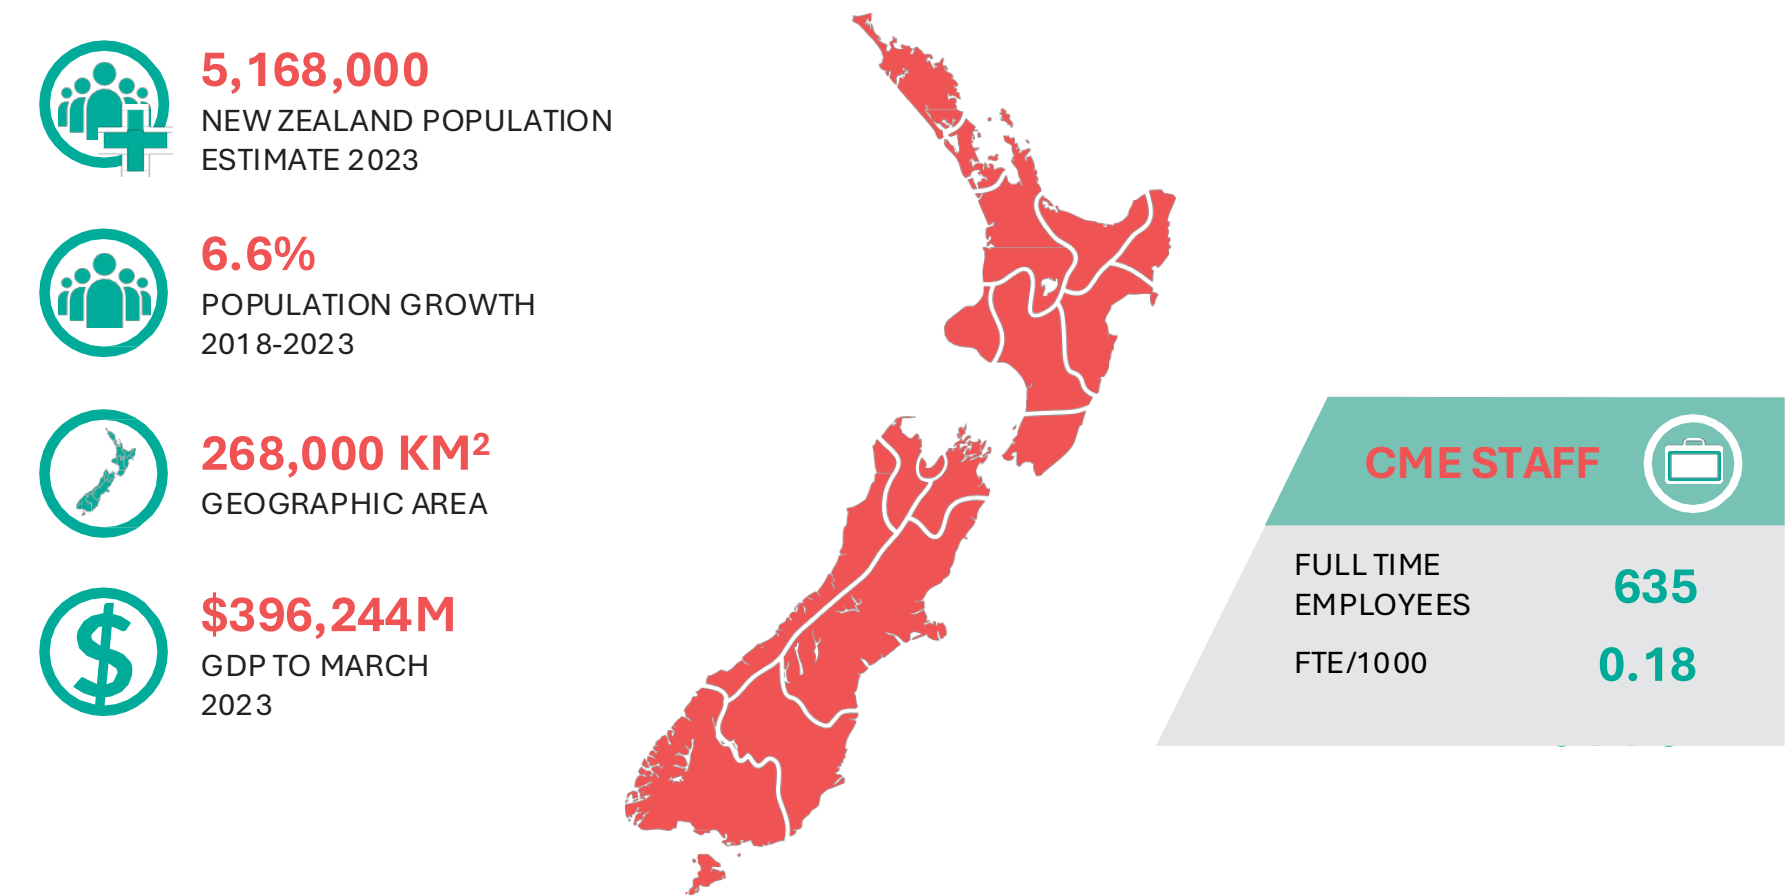 5,168,000
NEW ZEALAND POPULATION
ESTIMATE 2023
6.6%
POPULATION GROWTH
2018-2023
268,000 KM²
GEOGRAPHIC AREA
$396,244M
GDP TO MARCH
2023
CME STAFF
FULL TIME
EMPLOYEES
635
FTE/1000
0.18